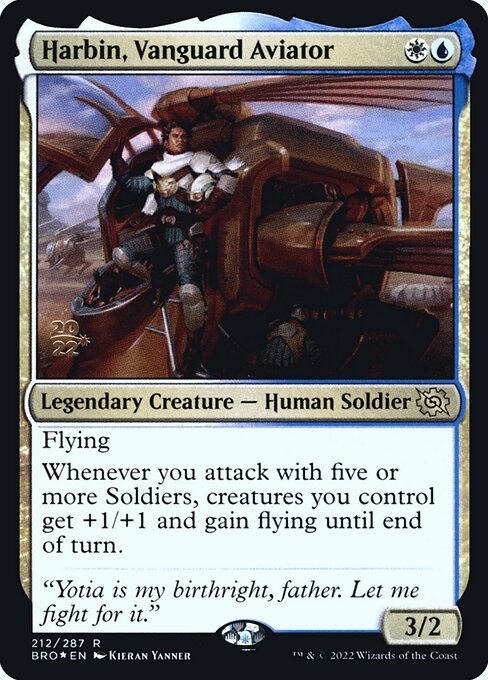 Harbin, Vanguard Aviator
20
22
Legendary Creature — Human Soldier
Flying
Whenever you attack with five or
more Soldiers, creatures you control
get +1/+1 and gain flying until end
of turn.
“Yotia is my birthright, father. Let me
fight for it.”
3/2
212/287 R
BRO★EN Kieran Yanner
™ & © 2022 Wizards of the Coast